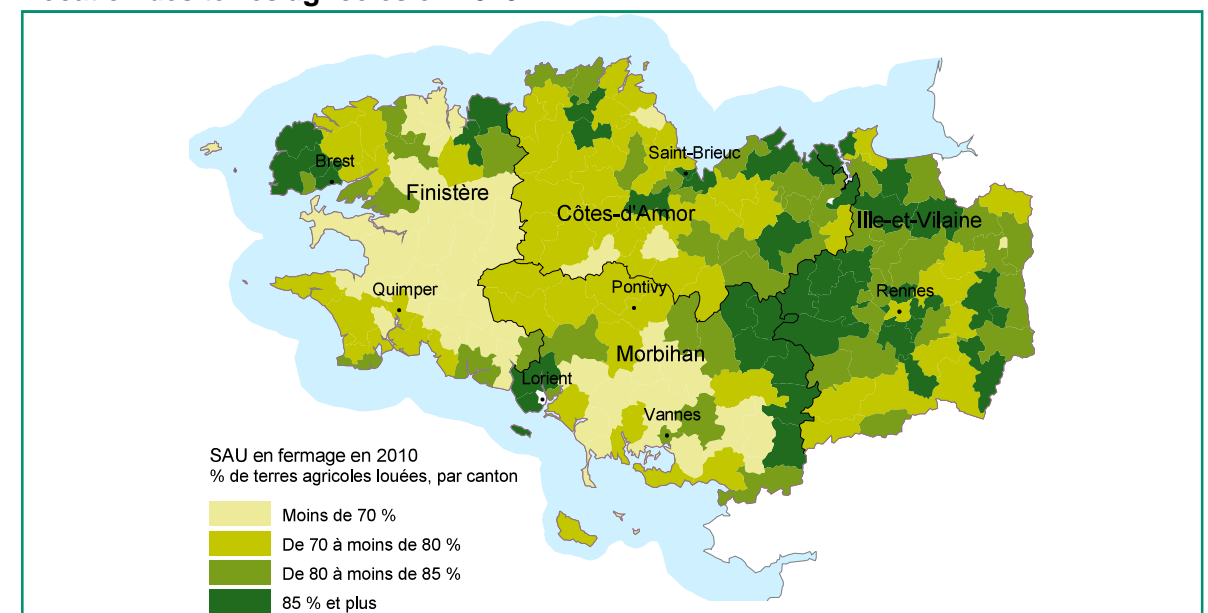 Brest
Saint-Brieuc
Finistère
Côtes-d'Armor
Ille-et-Vilaine
Quimper
Pontivy
Rennes
Morbihan
Lorient
Vannes
SAU en fermage en 2010
% de terres agricoles louées, par canton
Moins de 70 %
De 70 à moins de 80 %
De 80 à moins de 85 %
85 % et plus